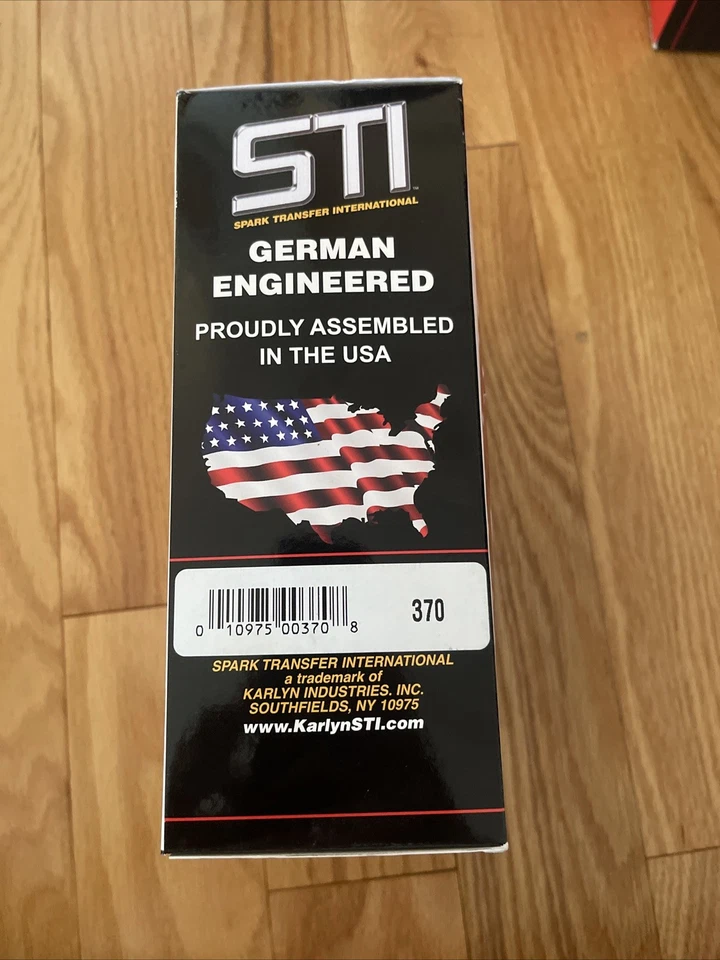 STI™
SPARK TRANSFER INTERNATIONAL
GERMAN
ENGINEERED
PROUDLY ASSEMBLED
IN THE USA
0 10975 00370 8
370
SPARK TRANSFER INTERNATIONAL
a trademark of
KARLYN INDUSTRIES. INC.
SOUTHFIELDS, NY 10975
www.KarlynSTI.com